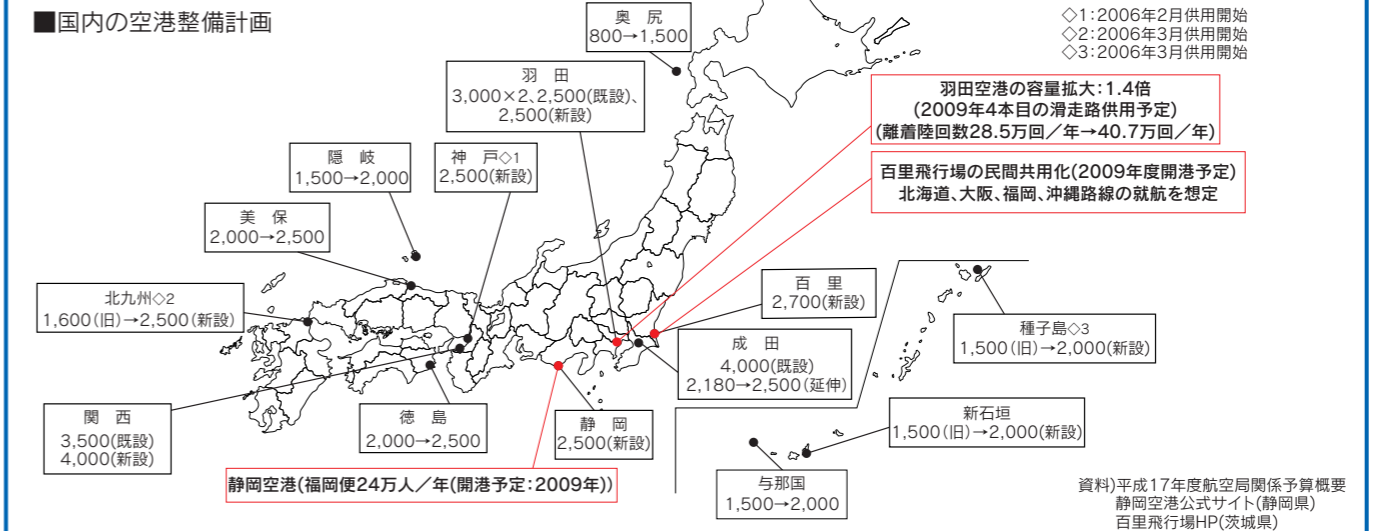 ■国内の空港整備計画
◇1:2006年2月供用開始
◇2:2006年3月供用開始
◇3:2006年3月供用開始
奥 尻
800→1,500
羽 田
3,000×2、2,500(既設)、
2,500(新設)
羽田空港の容量拡大:1.4倍
(2009年4本目の滑走路供用予定)
(離着陸回数28.5万回／年→40.7万回／年)
隠 岐
1,500→2,000
神 戸◇1
2,500(新設)
百里飛行場の民間共用化(2009年度開港予定)
北海道、大阪、福岡、沖縄路線の就航を想定
美 保
2,000→2,500
北九州◇2
1,600(旧)→2,500(新設)
百 里
2,700(新設)
種子島◇3
1,500(旧)→2,000(新設)
成 田
4,000(既設)
2,180→2,500(延伸)
関 西
3,500(既設)
4,000(新設)
徳 島
2,000→2,500
静 岡
2,500(新設)
新石垣
1,500(旧)→2,000(新設)
静岡空港(福岡便24万人／年(開港予定:2009年))
与那国
1,500→2,000
資料)平成17年度航空局関係予算概要
静岡空港公式サイト(静岡県)
百里飛行場HP(茨城県)